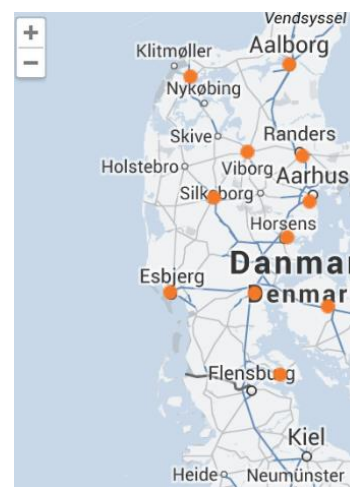 Vendsyssel
+
−
Klitmøller
Aalborg
Nykøbing
Skive
Randers
Holstebro
Viborg
Aarhus
Silkeborg
Horsens
Danmar
Esbjerg
Denmar
Flensburg
Kiel
Heide
Neumünster